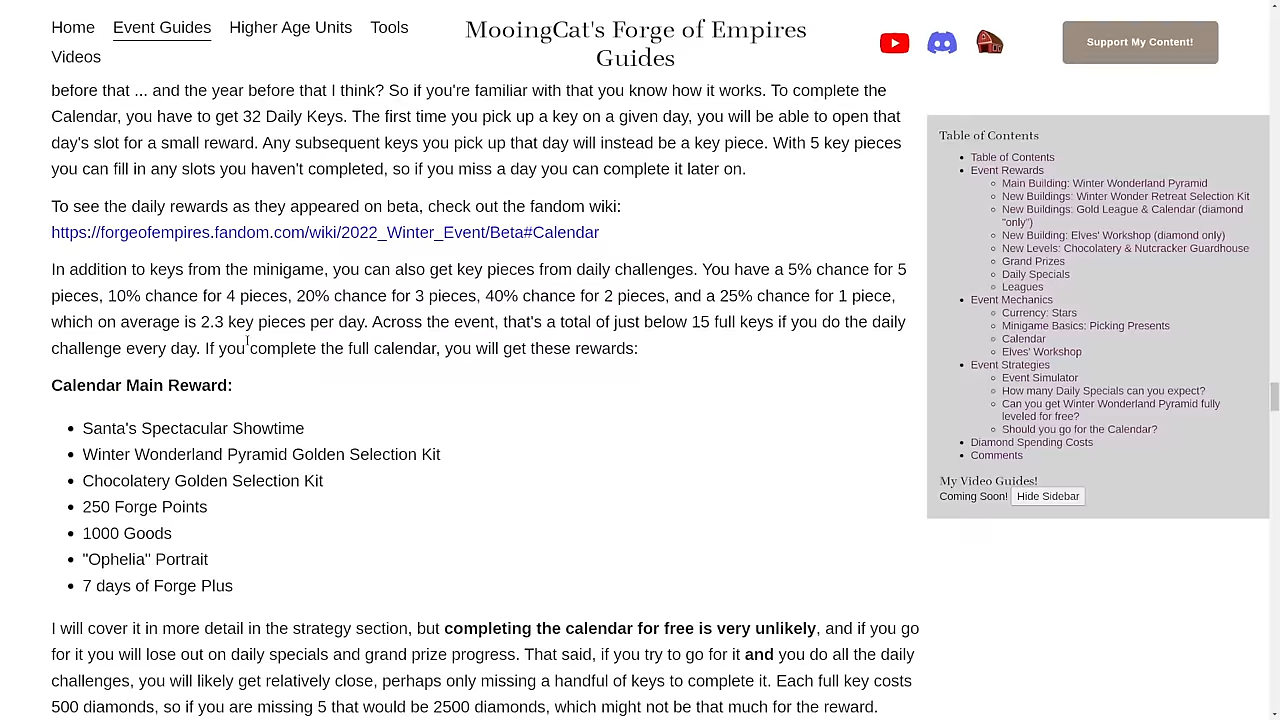 Home
Event Guides
Higher Age Units
Tools
Videos
MooingCat's Forge of Empires
Guides
Support My Content!
before that ... and the year before that I think? So if you're familiar with that you know how it works. To complete the
Calendar, you have to get 32 Daily Keys. The first time you pick up a key on a given day, you will be able to open that
day's slot for a small reward. Any subsequent keys you pick up that day will instead be a key piece. With 5 key pieces
you can fill in any slots you haven't completed, so if you miss a day you can complete it later on.
To see the daily rewards as they appeared on beta, check out the fandom wiki:
https://forgeofempires.fandom.com/wiki/2022_Winter_Event/Beta#Calendar
In addition to keys from the minigame, you can also get key pieces from daily challenges. You have a 5% chance for 5
pieces, 10% chance for 4 pieces, 20% chance for 3 pieces, 40% chance for 2 pieces, and a 25% chance for 1 piece,
which on average is 2.3 key pieces per day. Across the event, that's a total of just below 15 full keys if you do the daily
challenge every day. If you complete the full calendar, you will get these rewards:
Calendar Main Reward:
Santa's Spectacular Showtime
Winter Wonderland Pyramid Golden Selection Kit
Chocolatery Golden Selection Kit
250 Forge Points
1000 Goods
"Ophelia" Portrait
7 days of Forge Plus
I will cover it in more detail in the strategy section, but completing the calendar for free is very unlikely, and if you go
for it you will lose out on daily specials and grand prize progress. That said, if you try to go for it and you do all the daily
challenges, you will likely get relatively close, perhaps only missing a handful of keys to complete it. Each full key costs
500 diamonds, so if you are missing 5 that would be 2500 diamonds, which might not be that much for the reward.
Table of Contents
Table of Contents
Event Rewards
Main Building: Winter Wonderland Pyramid
New Buildings: Winter Wonder Retreat Selection Kit
New Buildings: Gold League & Calendar (diamond
"only")
New Building: Elves' Workshop (diamond only)
New Levels: Chocolatery & Nutcracker Guardhouse
Grand Prizes
Daily Specials
Leagues
Event Mechanics
Currency: Stars
Minigame Basics: Picking Presents
Calendar
Elves' Workshop
Event Strategies
Event Simulator
How many Daily Specials can you expect?
Can you get Winter Wonderland Pyramid fully
leveled for free?
Should you go for the Calendar?
Diamond Spending Costs
Comments
My Video Guides!
Coming Soon! Hide Sidebar